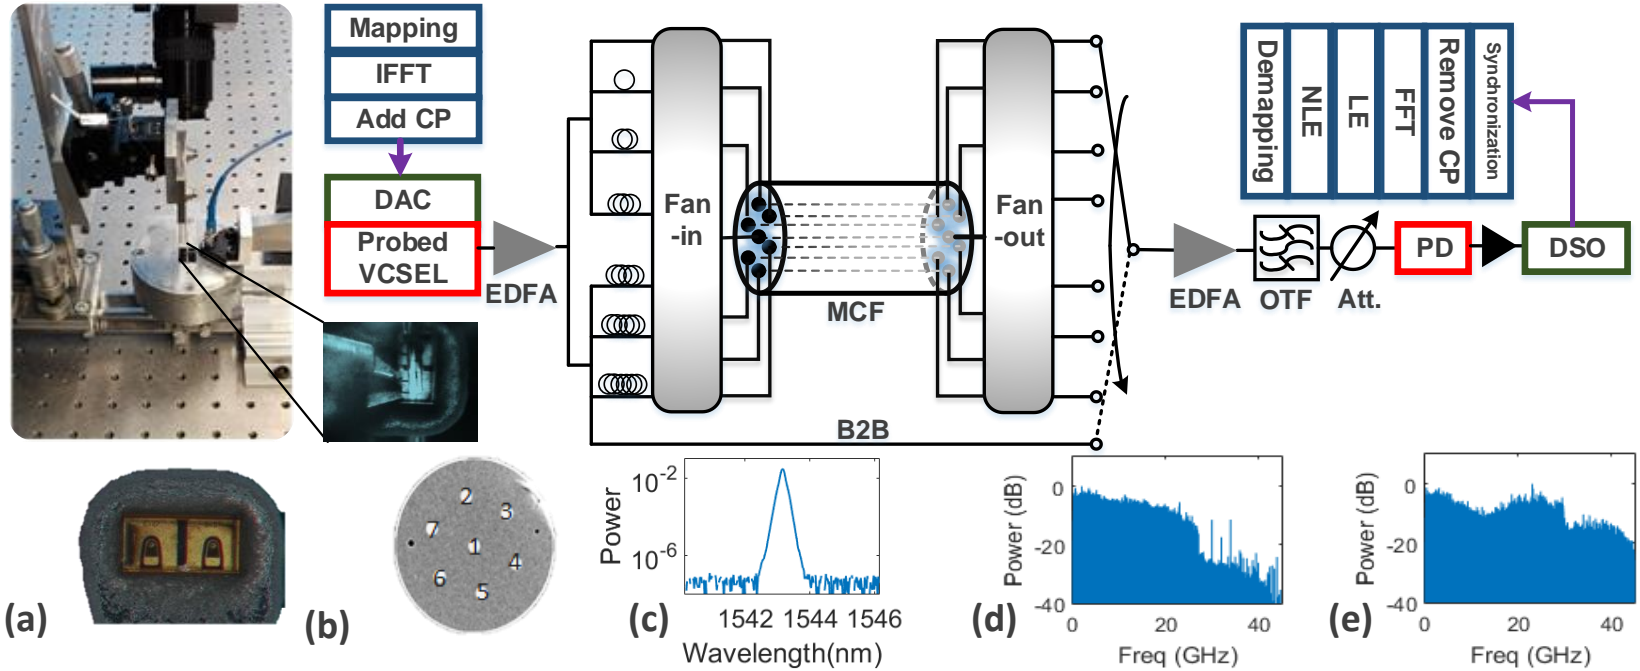 Mapping
IFFT
Add CP
DAC
Probed
VCSEL
EDFA
Fan
-in
MCF
Fan
-out
B2B
EDFA
OTF
Att.
PD
DSO
Demapping
NLE
LE
FFT
Remove CP
Synchronization
(a)
(b)
1
2
3
4
5
6
7
(c)
Power
10-2
10-6
1542 1544 1546
Wavelength(nm)
(d)
Power (dB)
0
-20
-40
0 20 40
Freq (GHz)
(e)
Power (dB)
0
-20
-40
0 20 40
Freq (GHz)